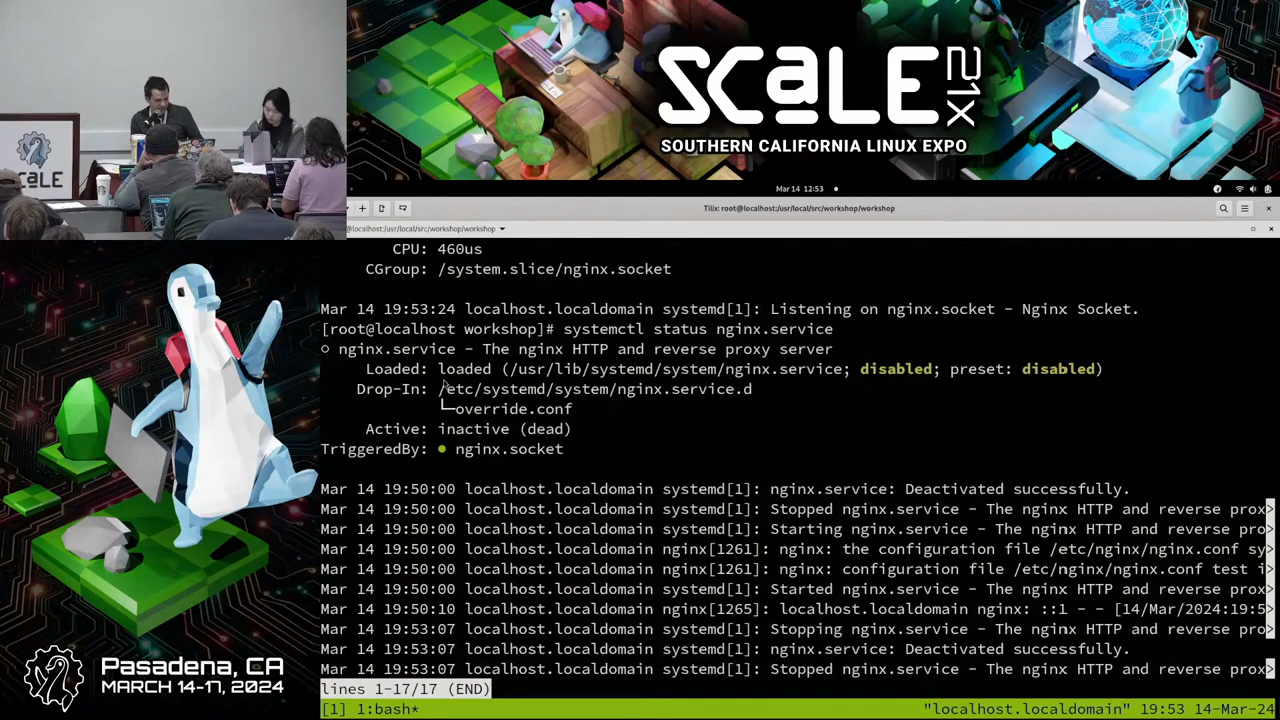 SCaLE
21X
SOUTHERN CALIFORNIA LINUX EXPO
SCaLE
Mar 14 12:53
Tilix: root@localhost:/usr/local/src/workshop/workshop
@localhost:/usr/local/src/workshop/workshop
CPU: 460us
CGroup: /system.slice/nginx.socket
Mar 14 19:53:24 localhost.localdomain systemd[1]: Listening on nginx.socket - Nginx Socket.
[root@localhost workshop]# systemctl status nginx.service
○ nginx.service - The nginx HTTP and reverse proxy server
Loaded: loaded (/usr/lib/systemd/system/nginx.service; disabled; preset: disabled)
Drop-In: /etc/systemd/system/nginx.service.d
└─override.conf
Active: inactive (dead)
TriggeredBy: ● nginx.socket
Mar 14 19:50:00 localhost.localdomain systemd[1]: nginx.service: Deactivated successfully.
Mar 14 19:50:00 localhost.localdomain systemd[1]: Stopped nginx.service - The nginx HTTP and reverse prox>
Mar 14 19:50:00 localhost.localdomain systemd[1]: Starting nginx.service - The nginx HTTP and reverse pro>
Mar 14 19:50:00 localhost.localdomain nginx[1261]: nginx: the configuration file /etc/nginx/nginx.conf sy>
Mar 14 19:50:00 localhost.localdomain nginx[1261]: nginx: configuration file /etc/nginx/nginx.conf test i>
Mar 14 19:50:00 localhost.localdomain systemd[1]: Started nginx.service - The nginx HTTP and reverse prox>
Mar 14 19:50:10 localhost.localdomain nginx[1265]: localhost.localdomain nginx: ::1 - - [14/Mar/2024:19:5>
Mar 14 19:53:07 localhost.localdomain systemd[1]: Stopping nginx.service - The nginx HTTP and reverse pro>
Mar 14 19:53:07 localhost.localdomain systemd[1]: nginx.service: Deactivated successfully.
Mar 14 19:53:07 localhost.localdomain systemd[1]: Stopped nginx.service - The nginx HTTP and reverse prox>
lines 1-17/17 (END)
[1] 1:bash* "localhost.localdomain" 19:53 14-Mar-24
Pasadena, CA
MARCH 14-17, 2024